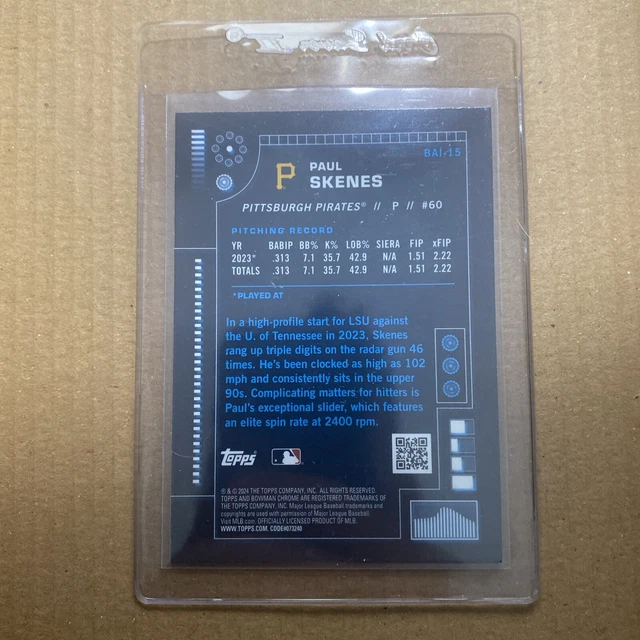 BAI-15
P
PAUL
SKENES
PITTSBURGH PIRATES® // P // #60
PITCHING RECORD
YR BABIP BB% K% LOB% SIERA FIP xFIP
2023* .313 7.1 35.7 42.9 N/A 1.51 2.22
TOTALS .313 7.1 35.7 42.9 N/A 1.51 2.22
*PLAYED AT
In a high-profile start for LSU against
the U. of Tennessee in 2023, Skenes
rang up triple digits on the radar gun 46
times. He's been clocked as high as 102
mph and consistently sits in the upper
90s. Complicating matters for hitters is
Paul's exceptional slider, which features
an elite spin rate at 2400 rpm.
TOPPS
® & © 2024 THE TOPPS COMPANY, INC. ALL RIGHTS RESERVED.
TOPPS AND BOWMAN CHROME ARE REGISTERED TRADEMARKS OF
THE TOPPS COMPANY, INC. Major League Baseball trademarks and
copyrights are used with permission of Major League Baseball.
Visit MLB.com. OFFICIALLY LICENSED PRODUCT OF MLB.
WWW.TOPPS.COM. CODE#073240